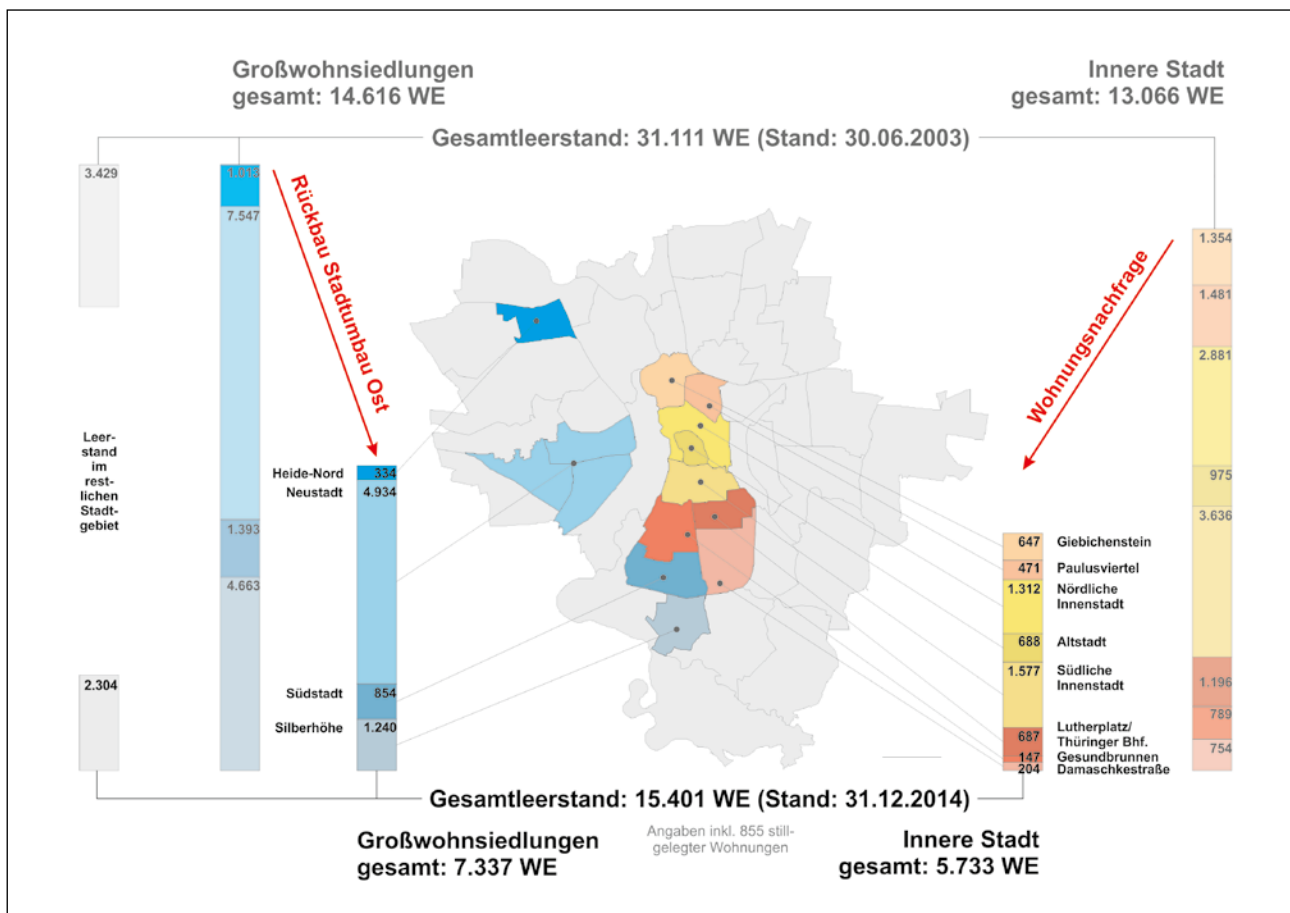 Großwohnsiedlungen
gesamt: 14.616 WE
Innere Stadt
gesamt: 13.066 WE
Gesamtleerstand: 31.111 WE (Stand: 30.06.2003)
3.429
1.013
7.547
1.393
4.663
Rückbau Stadtumbau Ost
Leer-
stand
im
rest-
lichen
Stadt-
gebiet
2.304
Heide-Nord 334
Neustadt 4.934
Südstadt 854
Silberhöhe 1.240
Wohnungsnachfrage
647 Giebichenstein
471 Paulusviertel
1.312 Nördliche
Innenstadt
688 Altstadt
1.577 Südliche
Innenstadt
687 Lutherplatz/
Thüringer Bhf.
147 Gesundbrunnen
204 Damaschkestraße
1.354
1.481
2.881
975
3.636
1.196
789
754
Gesamtleerstand: 15.401 WE (Stand: 31.12.2014)
Großwohnsiedlungen
gesamt: 7.337 WE
Angaben inkl. 855 still-
gelegter Wohnungen
Innere Stadt
gesamt: 5.733 WE